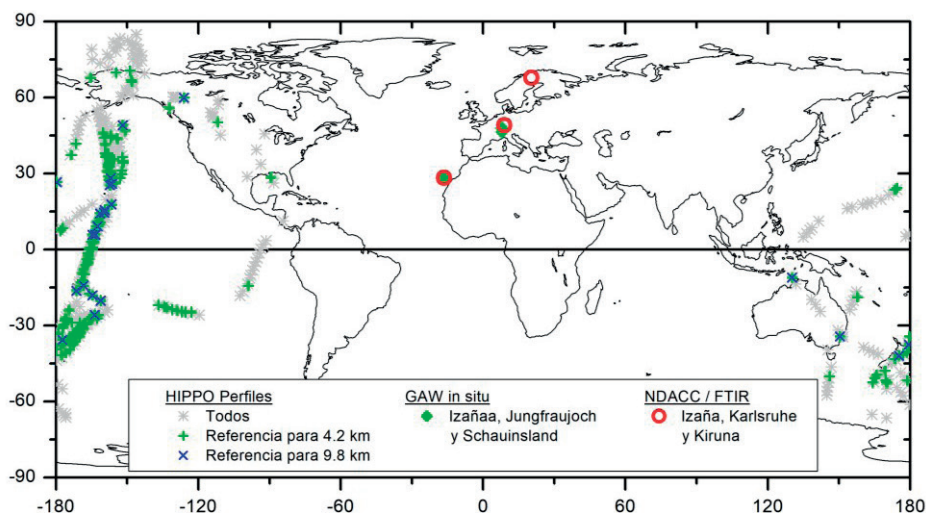 90
60
30
0
-30
-60
-90
HIPPO Perfiles
Todos
Referencia para 4.2 km
Referencia para 9.8 km
GAW in situ
Izañaa, Jungfraujoch
y Schauinsland
NDACC / FTIR
Izaña, Karlsruhe
y Kiruna
-180 -120 -60 0 60 120 180